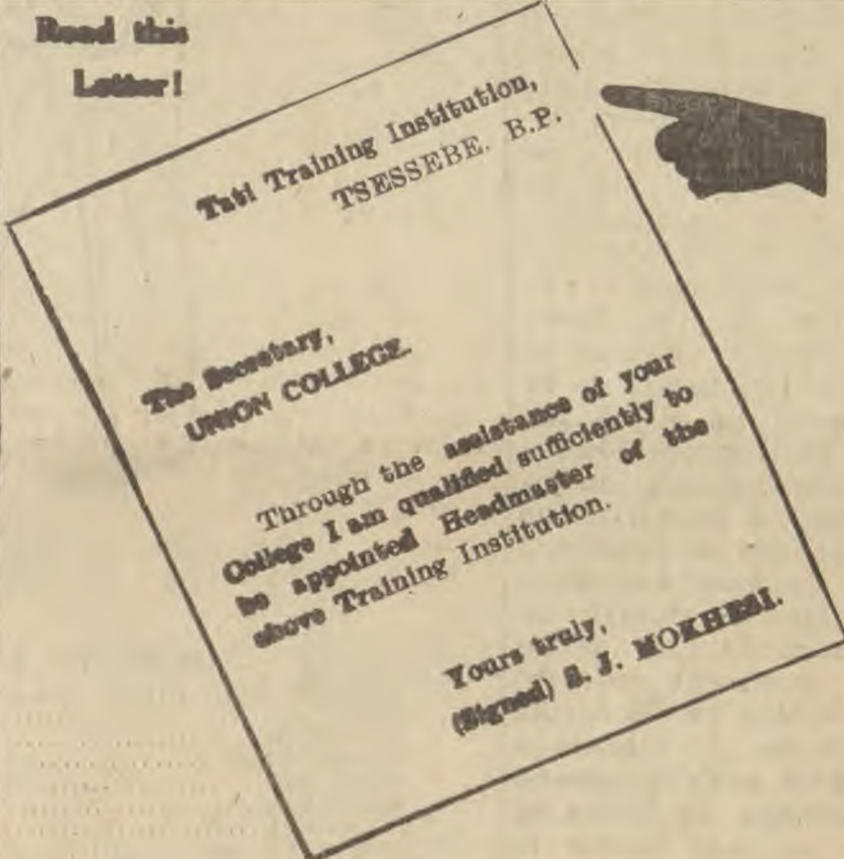 Read this
Letter!
Tati Training Institution,
TSESSEBE. B.P.
The Secretary,
UNION COLLEGE.
Through the assistance of your
College I am qualified sufficiently to
be appointed Headmaster of the
above Training Institution.
Yours truly,
(Signed) S. J. MOKHESI.